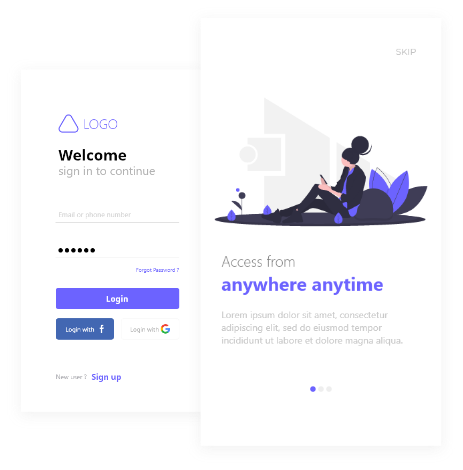 LOGO
Welcome
sign in to continue
Email or phone number
Forgot Password ?
Login
Login with f
Login with G
New user ? Sign up
SKIP
Access from
anywhere anytime
Lorem ipsum dolor sit amet, consectetur
adipiscing elit, sed do eiusmod tempor
incididunt ut labore et dolore magna aliqua.